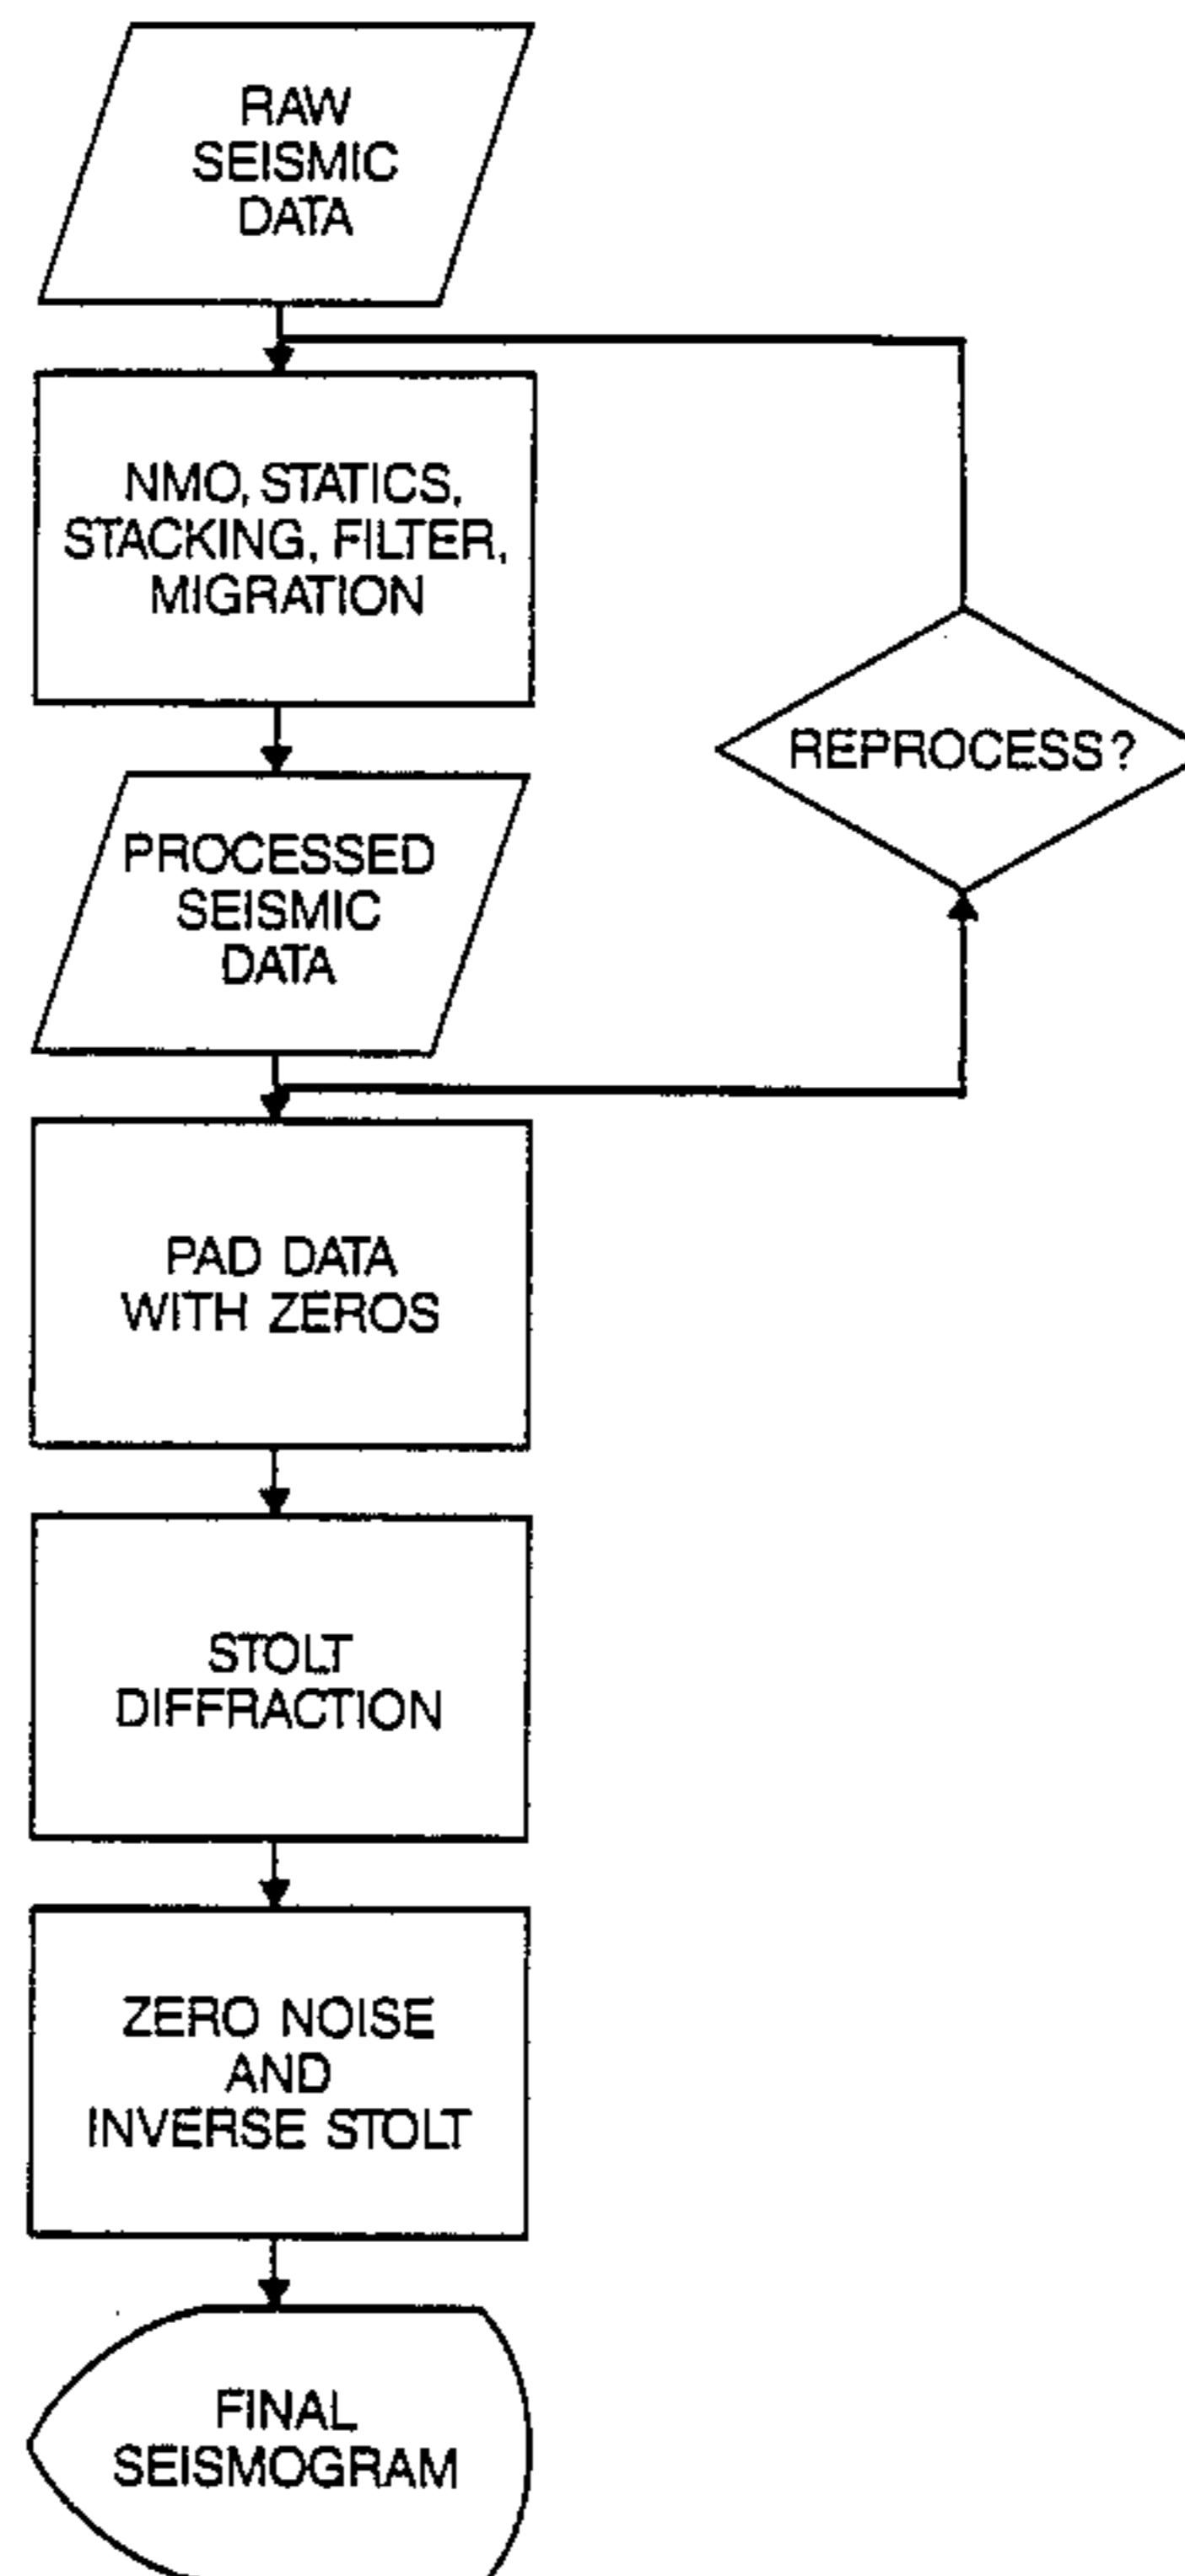 RAW
SEISMIC
DATA
NMO, STATICS,
STACKING, FILTER,
MIGRATION
REPROCESS?
PROCESSED
SEISMIC
DATA
PAD DATA
WITH ZEROS
STOLT
DIFFRACTION
ZERO NOISE
AND
INVERSE STOLT
FINAL
SEISMOGRAM